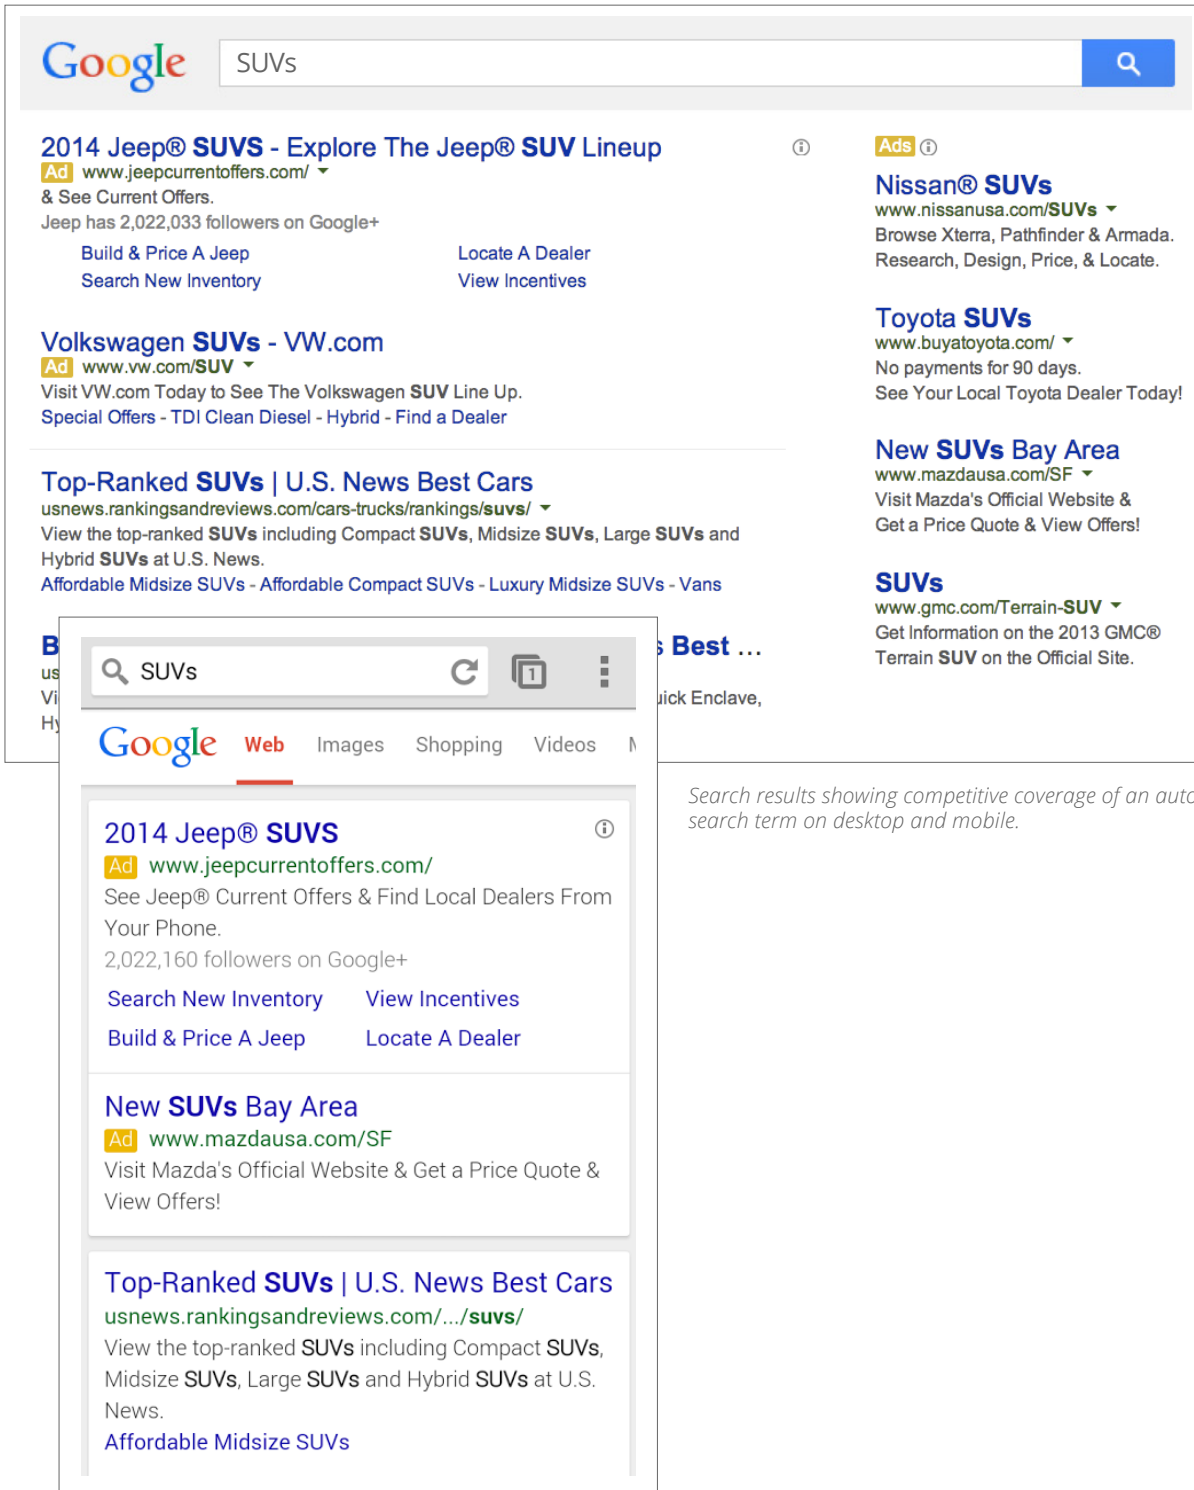 Google
SUVs
2014 Jeep® SUVS - Explore The Jeep® SUV Lineup
Ad www.jeepcurrentoffers.com/
& See Current Offers.
Jeep has 2,022,033 followers on Google+
Build & Price A Jeep Locate A Dealer
Search New Inventory View Incentives
Volkswagen SUVs - VW.com
Ad www.vw.com/SUV
Visit VW.com Today to See The Volkswagen SUV Line Up.
Special Offers - TDI Clean Diesel - Hybrid - Find a Dealer
Top-Ranked SUVs | U.S. News Best Cars
usnews.rankingsandreviews.com/cars-trucks/rankings/suvs/
View the top-ranked SUVs including Compact SUVs, Midsize SUVs, Large SUVs and
Hybrid SUVs at U.S. News.
Affordable Midsize SUVs - Affordable Compact SUVs - Luxury Midsize SUVs - Vans
Best ...
Enclave,
Ads
Nissan® SUVs
www.nissanusa.com/SUVs
Browse Xterra, Pathfinder & Armada.
Research, Design, Price, & Locate.
Toyota SUVs
www.buyatoyota.com/
No payments for 90 days.
See Your Local Toyota Dealer Today!
New SUVs Bay Area
www.mazdausa.com/SF
Visit Mazda's Official Website &
Get a Price Quote & View Offers!
SUVs
www.gmc.com/Terrain-SUV
Get Information on the 2013 GMC®
Terrain SUV on the Official Site.
SUVs 1
Google Web Images Shopping Videos
2014 Jeep® SUVS
Ad www.jeepcurrentoffers.com/
See Jeep® Current Offers & Find Local Dealers From
Your Phone.
2,022,160 followers on Google+
Search New Inventory View Incentives
Build & Price A Jeep Locate A Dealer
New SUVs Bay Area
Ad www.mazdausa.com/SF
Visit Mazda's Official Website & Get a Price Quote &
View Offers!
Top-Ranked SUVs | U.S. News Best Cars
usnews.rankingsandreviews.com/.../suvs/
View the top-ranked SUVs including Compact SUVs,
Midsize SUVs, Large SUVs and Hybrid SUVs at U.S.
News.
Affordable Midsize SUVs
Search results showing competitive coverage of an auto
search term on desktop and mobile.